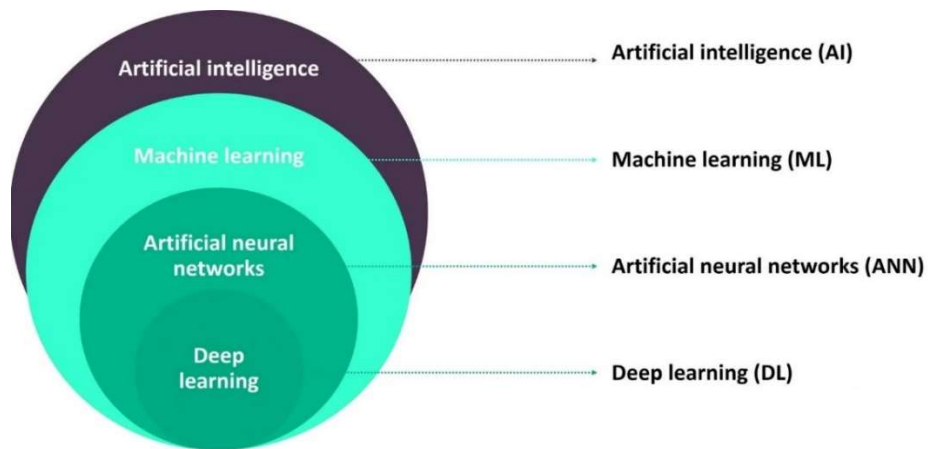 Artificial intelligence
Artificial intelligence (AI)
Machine learning
Machine learning (ML)
Artificial neural
networks
Artificial neural networks (ANN)
Deep
learning
Deep learning (DL)